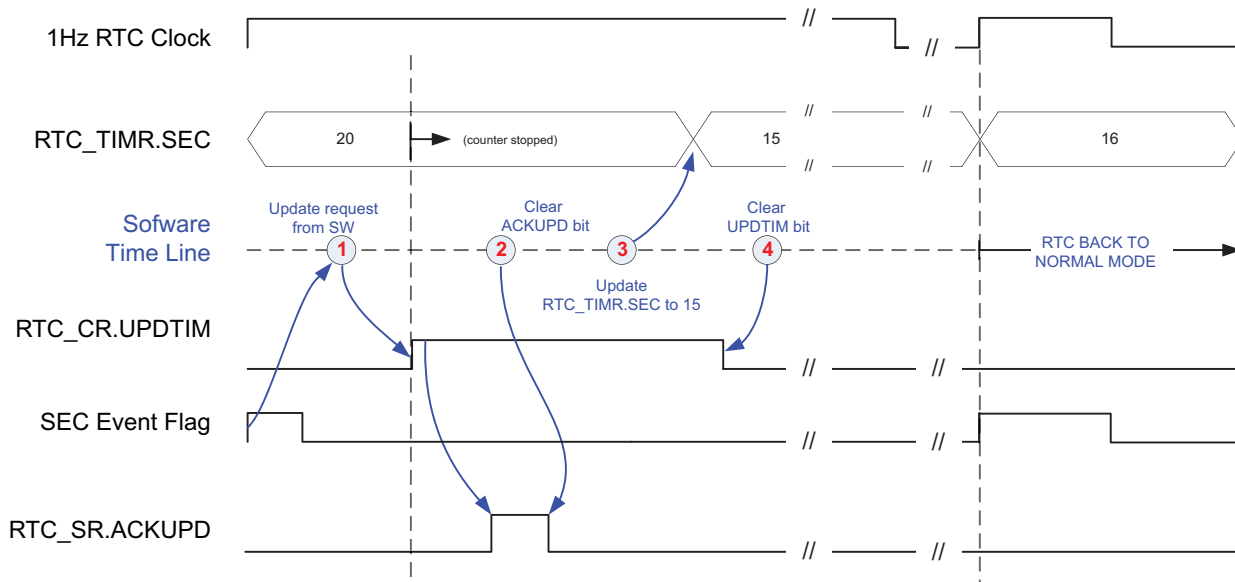 1Hz RTC Clock
//
//
RTC_TIMR.SEC
20
(counter stopped)
15
16
//
//
//
//
Sofware
Time Line
Update request
from SW
1
Clear
ACKUPD bit
2
3
Update
RTC_TIMR.SEC to 15
Clear
UPDTIM bit
4
RTC BACK TO
NORMAL MODE
RTC_CR.UPDTIM
//
//
SEC Event Flag
//
//
RTC_SR.ACKUPD
//
//